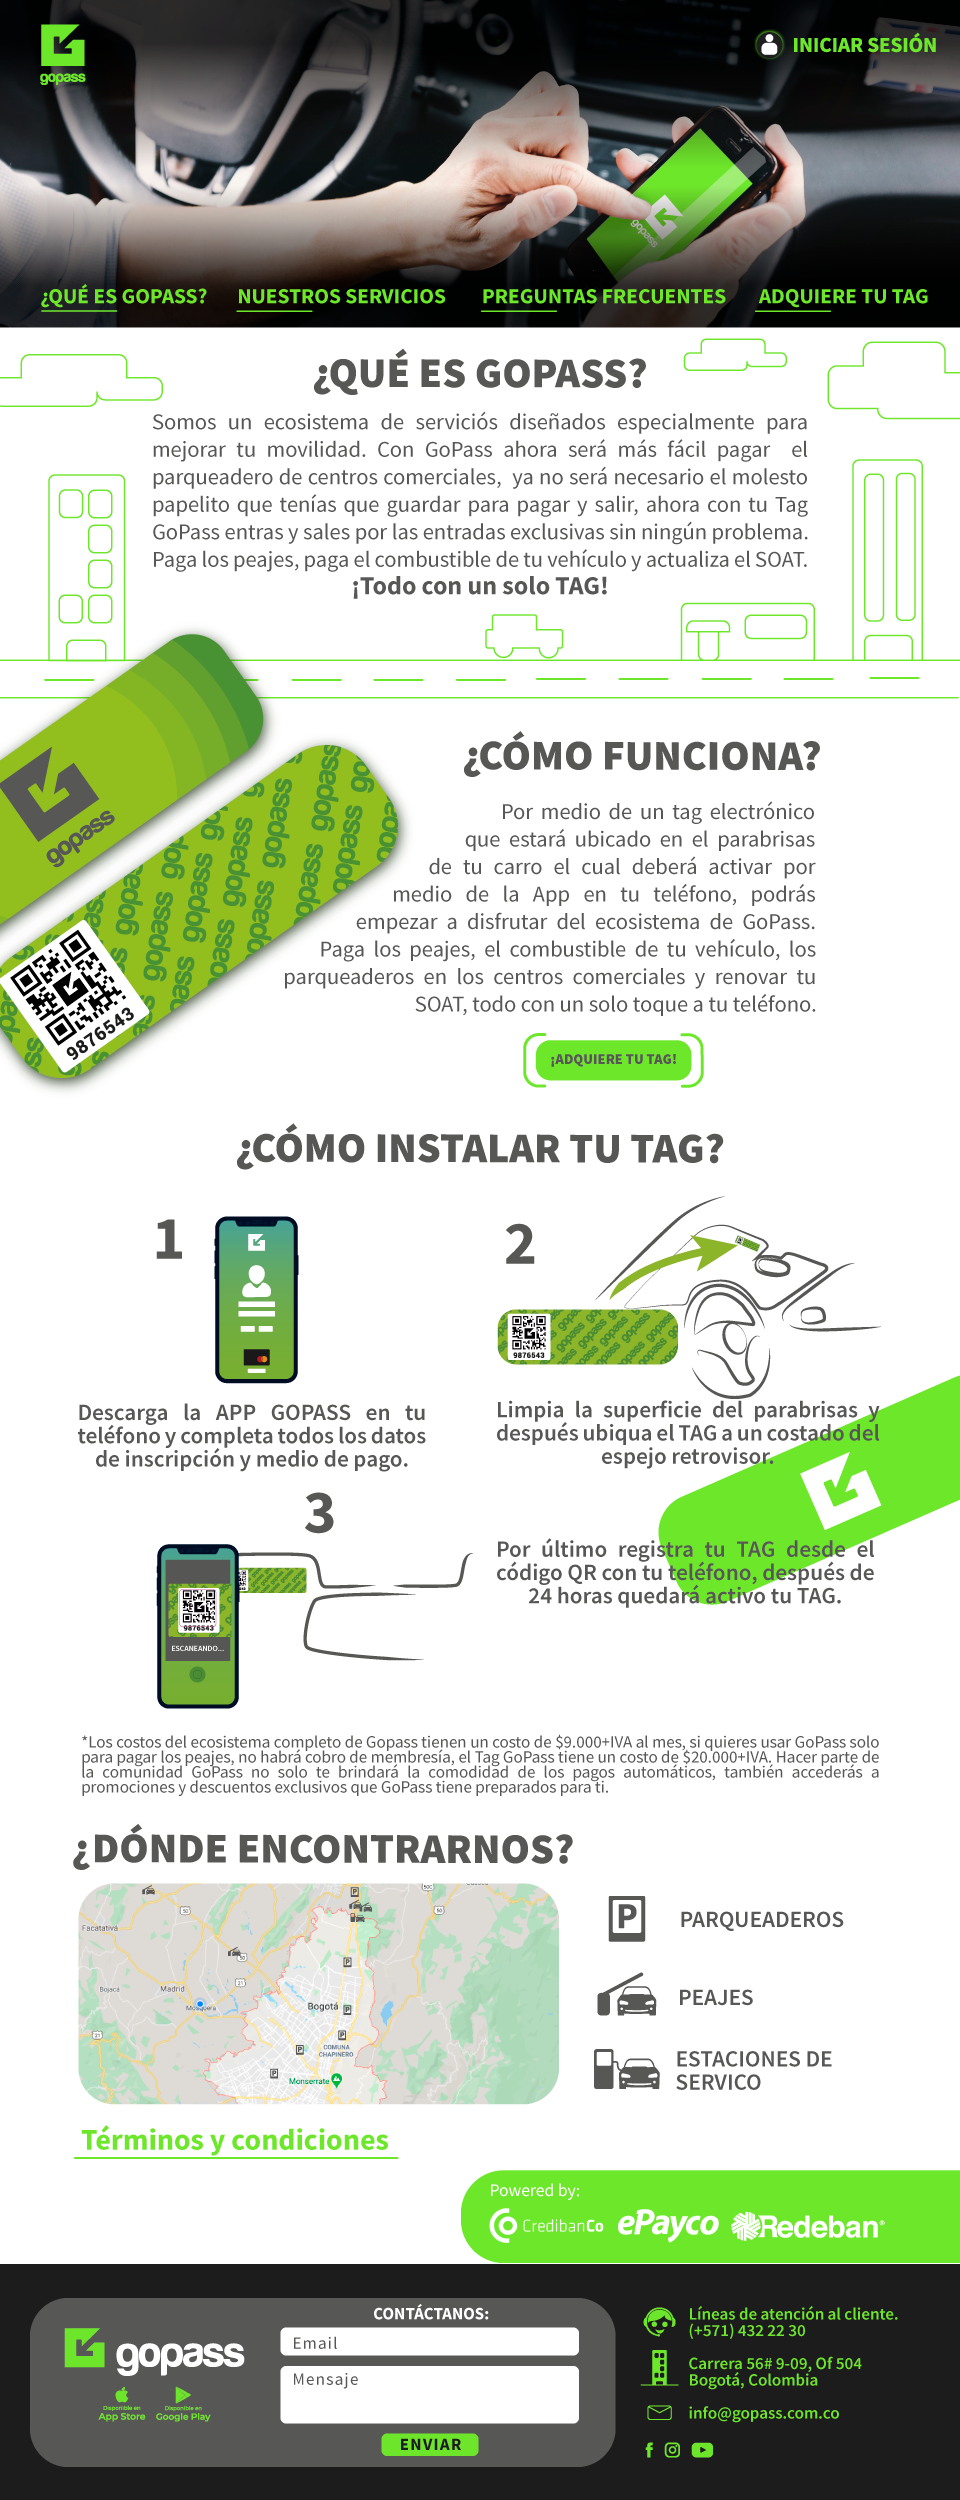 gopass
INICIAR SESIÓN
gopass
¿QUÉ ES GOPASS?
NUESTROS SERVICIOS
PREGUNTAS FRECUENTES
ADQUIERE TU TAG
¿QUÉ ES GOPASS?
Somos un ecosistema de serviciós diseñados especialmente para
mejorar tu movilidad. Con GoPass ahora será más fácil pagar el
parqueadero de centros comerciales, ya no será necesario el molesto
papelito que tenías que guardar para pagar y salir, ahora con tu Tag
GoPass entras y sales por las entradas exclusivas sin ningún problema.
Paga los peajes, paga el combustible de tu vehículo y actualiza el SOAT.
¡Todo con un solo TAG!
gopass
9876543
¿CÓMO FUNCIONA?
Por medio de un tag electrónico
que estará ubicado en el parabrisas
de tu carro el cual deberá activar por
medio de la App en tu teléfono, podrás
empezar a disfrutar del ecosistema de GoPass.
Paga los peajes, el combustible de tu vehículo, los
parqueaderos en los centros comerciales y renovar tu
SOAT, todo con un solo toque a tu teléfono.
¡ADQUIERE TU TAG!
¿CÓMO INSTALAR TU TAG?
1
2
9876543
Descarga la APP GOPASS en tu
teléfono y completa todos los datos
de inscripción y medio de pago.
Limpia la superficie del parabrisas y
después ubiqua el TAG a un costado del
espejo retrovisor.
3
9876543
ESCANEANDO...
Por último registra tu TAG desde el
código QR con tu teléfono, después de
24 horas quedará activo tu TAG.
*Los costos del ecosistema completo de Gopass tienen un costo de $9.000+IVA al mes, si quieres usar GoPass solo
para pagar los peajes, no habrá cobro de membresía, el Tag GoPass tiene un costo de $20.000+IVA. Hacer parte de
la comunidad GoPass no solo te brindará la comodidad de los pagos automáticos, también accederás a
promociones y descuentos exclusivos que GoPass tiene preparados para ti.
¿DÓNDE ENCONTRARNOS?
Facatativa
Bojacá
Madrid
Mosquera
Bogotá
COMUNA
CHAPINERO
Monserrate
50
50C
50
50
21
21
P
PARQUEADEROS
PEAJES
ESTACIONES DE
SERVICO
Términos y condiciones
Powered by:
CredibanCo
ePayco
Redeban
gopass
Disponible en
App Store
Disponible en
Google Play
CONTÁCTANOS:
Email
Mensaje
ENVIAR
Líneas de atención al cliente.
(+571) 432 22 30
Carrera 56# 9-09, Of 504
Bogotá, Colombia
info@gopass.com.co